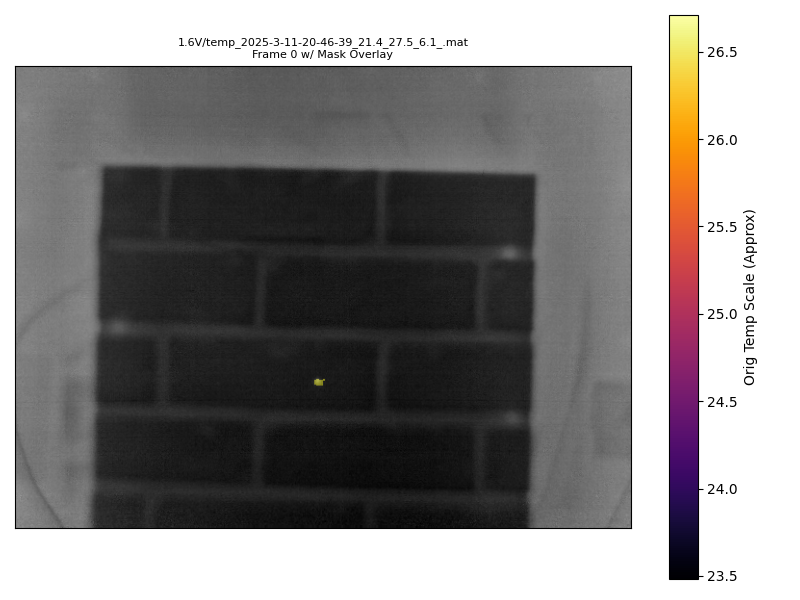 1.6V/temp_2025-3-11-20-46-39_21.4_27.5_6.1_.mat
Frame 0 w/ Mask Overlay
26.5
26.0
25.5
25.0
24.5
24.0
23.5
Orig Temp Scale (Approx)